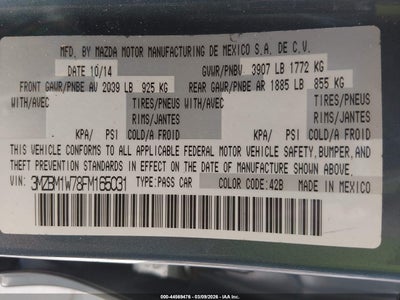 MFD. BY MAZDA MOTOR MANUFACTURING DE MEXICO S.A. DE C.V.
DATE 10/14 GVWR/PNBV 3907 LB 1772 KG
FRONT GAWR/PNBE AV 2039 LB 925 KG REAR GAWR/PNBE AR 1885 LB 855 KG
WITH/AVEC TIRES/PNEUS WITH/AVEC TIRES/PNEUS
RIMS/JANTES RIMS/JANTES
- KPA/ PSI COLD/A FROID - KPA/ PSI COLD/A FROID
THIS VEHICLE CONFORMS TO ALL APPLICABLE FEDERAL MOTOR VEHICLE SAFETY, BUMPER, AND
THEFT PREVENTION STANDARDS IN EFFECT ON THE DATE OF MANUFACTURE SHOWN ABOVE.
VIN: 3MZBM1W78FM165031 TYPE: PASS CAR COLOR CODE: 42B MADE IN MEXICO
000-44569476 - 03/09/2026 - IAA Inc.